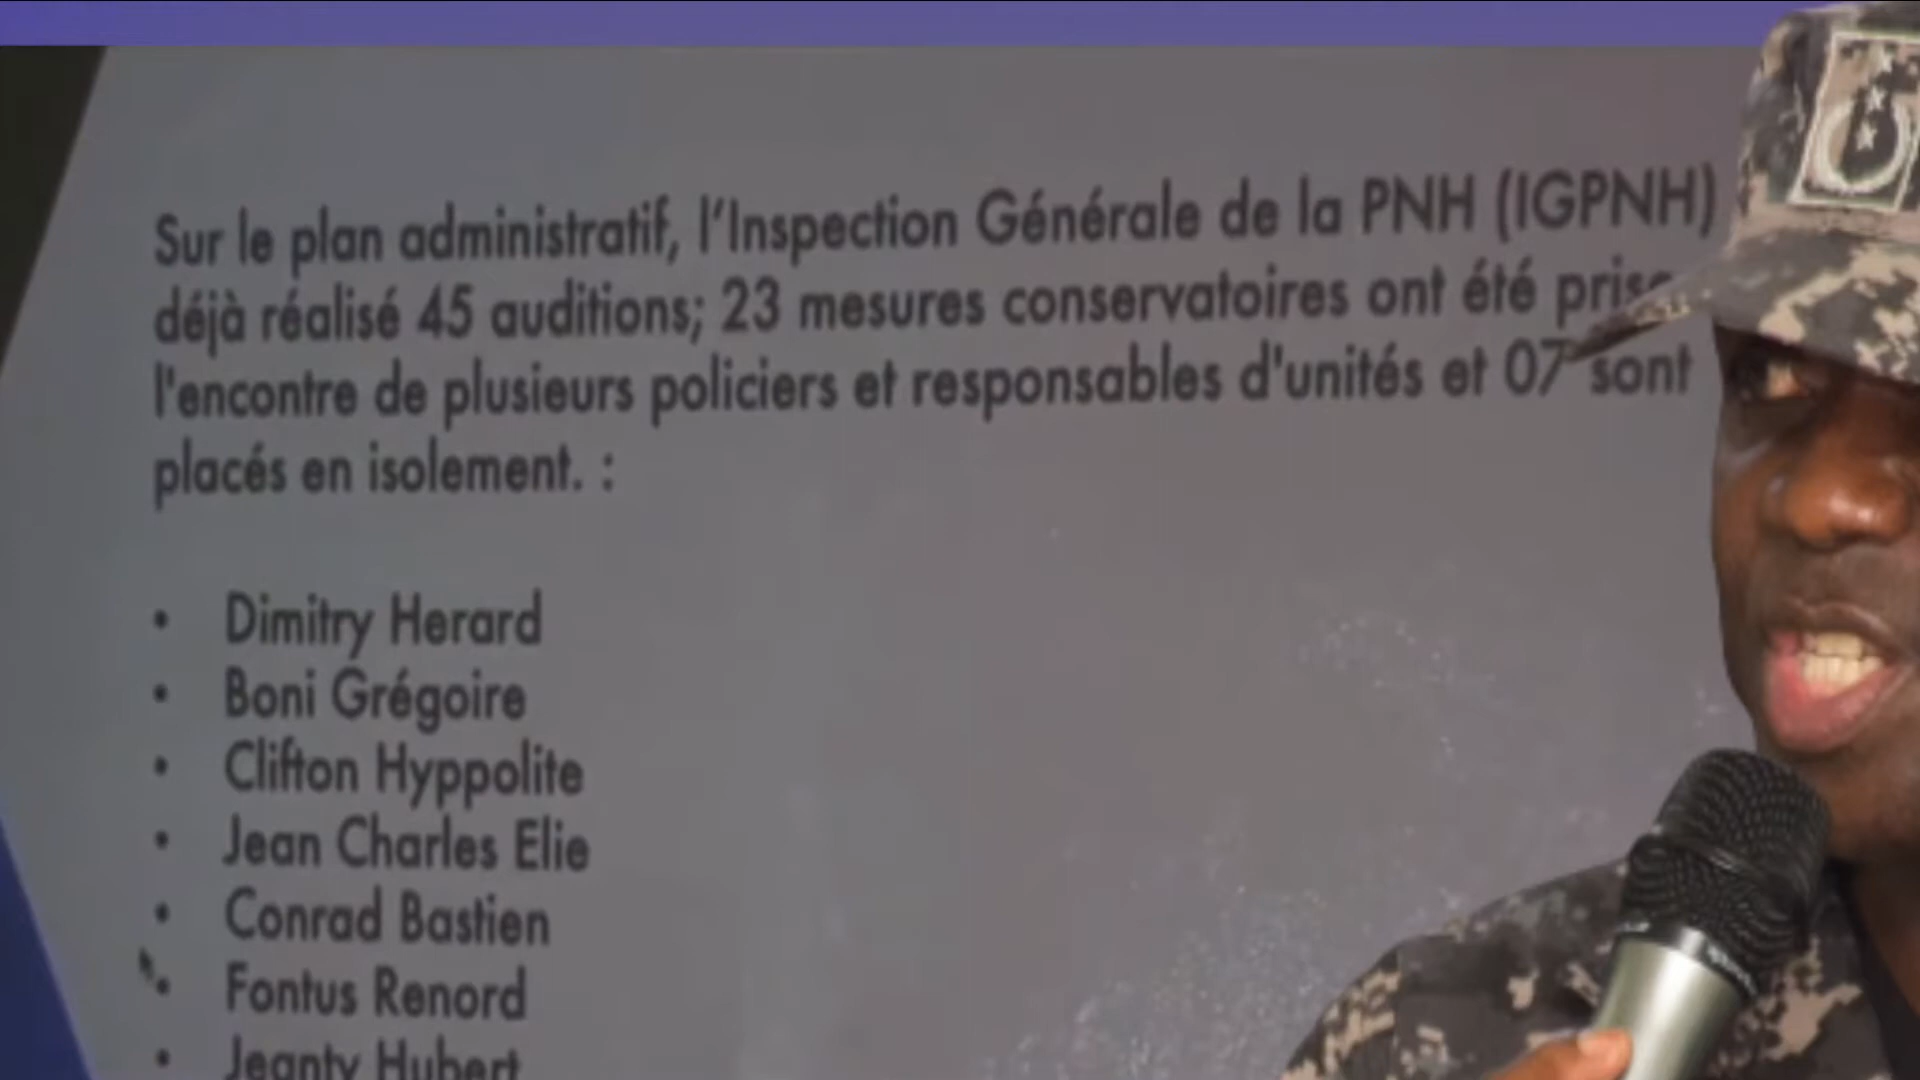 Sur le plan administratif, l'Inspection Générale de la PNH (IGPNH)
déjà réalisé 45 auditions; 23 mesures conservatoires ont été
l'encontre de plusieurs policiers et responsables d'unités et 07 sont
placés en isolement. :
• Dimitry Herard
• Boni Grégoire
• Clifton Hyppolite
• Jean Charles Elie
• Conrad Bastien
• Fontus Renord
• Jeanty Hubert